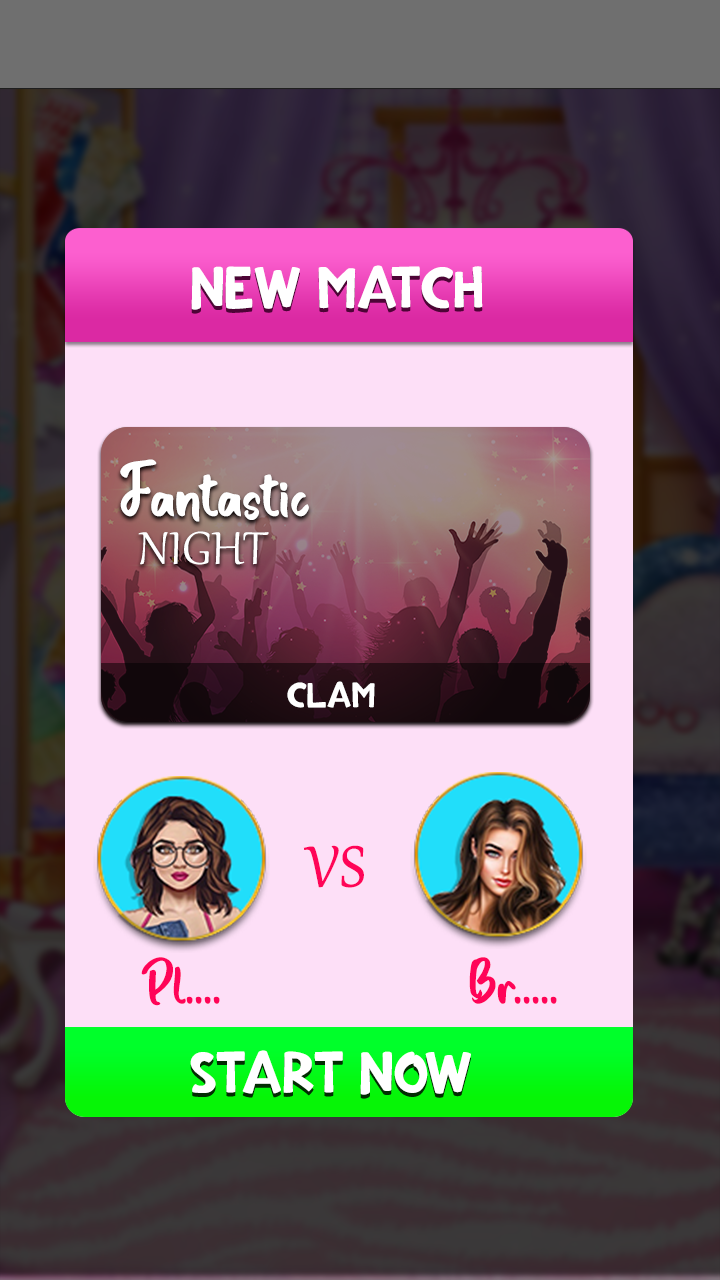 NEW MATCH
Fantastic
NIGHT
CLAM
VS
Pl....
Br.....
START NOW